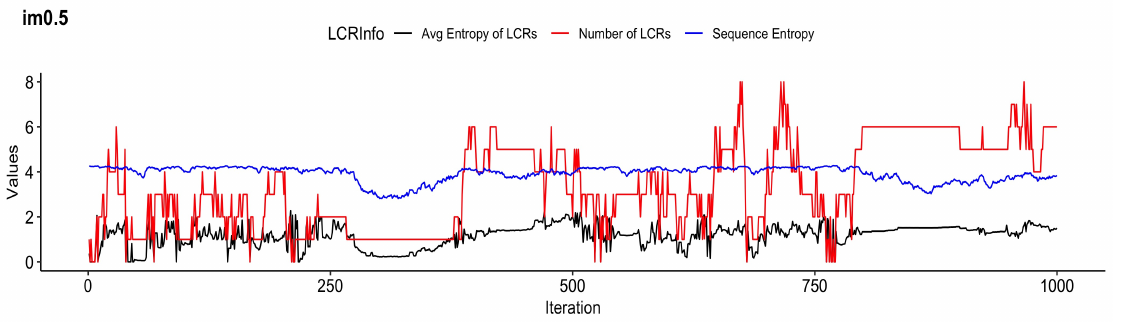 im0.5
LCRInfo Avg Entropy of LCRs Number of LCRs Sequence Entropy
8
6
4
2
0
Values
0 250 500 750 1000
Iteration